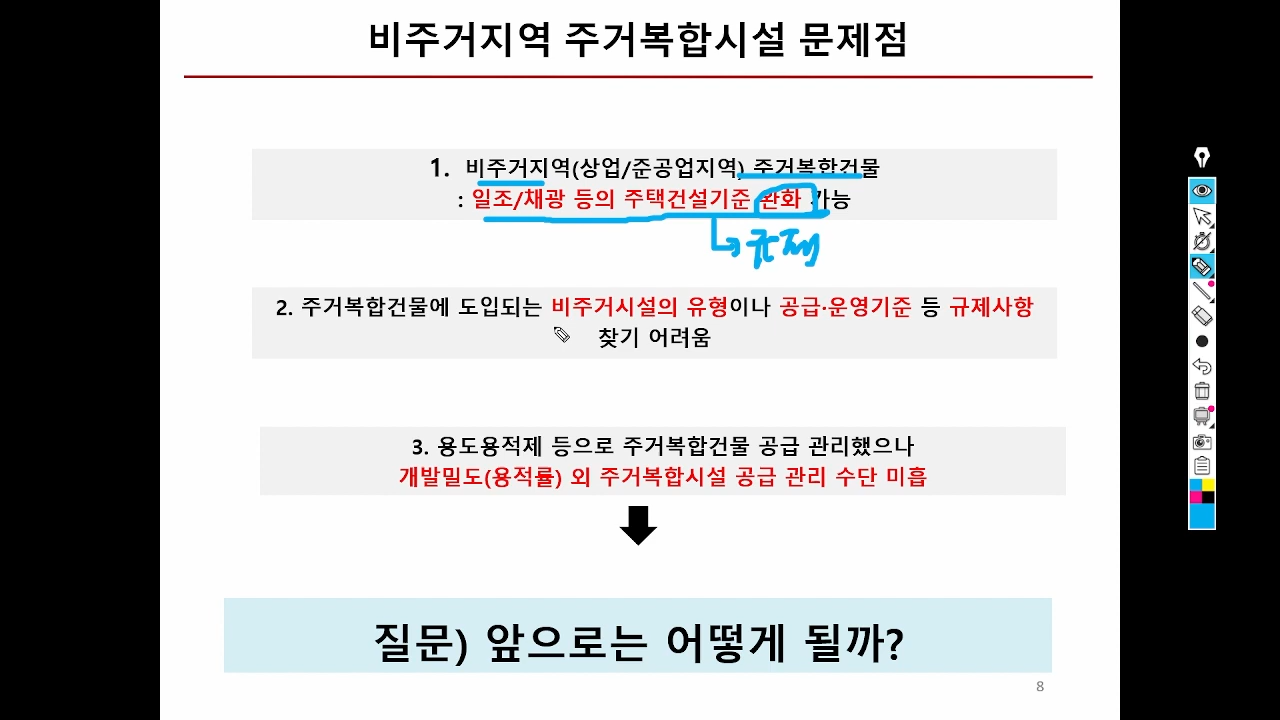 비주거지역 주거복합시설 문제점
1. 비주거지역(상업/준공업지역) 주거복합건물
: 일조/채광 등의 주택건설기준 완화 가능
규제
2. 주거복합건물에 도입되는 비주거시설의 유형이나 공급·운영기준 등 규제사항
찾기 어려움
3. 용도용적제 등으로 주거복합건물 공급 관리했으나
개발밀도(용적률) 외 주거복합시설 공급 관리 수단 미흡
질문) 앞으로는 어떻게 될까?
8